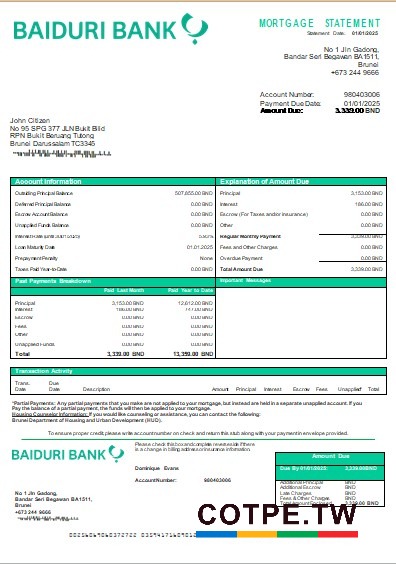 BAIDURI BANK
MORTGAGE STATEMENT
Statement Date: 01/01/2025
No 1 Jin Gadong,
Bandar Seri Begawan BA1511,
Brunei
+673 244 9666
Account Number: 980403006
Payment Due Date: 01/01/2025
Amount Due: 3,339.00 BND
John Citizen
No 95 SPG 377 JLN Bukit Bild
RPN Bukit Beruang Tutong
Brunei Darussalam TC3345
Account Information
Outstanding Principal Balance 507,855.00 BND
Deferred Principal Balance 0.00 BND
Escrow Account Balance 0.00 BND
Unapplied Funds Balance 0.00 BND
Loan Maturity Date 01.01.2025
Prepayment Penalty None
Taxes Paid Year-to-Date 0.00 BND
Explanation of Amount Due
Principal 3,153.00 BND
Interest 186.00 BND
Escrow (For Taxes and/or Insurance) 0.00 BND
Other 0.00 BND
Regular Monthly Payment 3,339.00 BND
Fees and Other Charges 0.00 BND
Overdue Payment 0.00 BND
Total Amount Due 3,339.00 BND
Past Payments Breakdown
Paid Last Month Paid Year to Date
Principal 3,153.00 BND 12,612.00 BND
Interest 186.00 BND
Escrow 0.00 BND 0.00 BND
Fees 0.00 BND 0.00 BND
Other 0.00 BND 0.00 BND
Unapplied Funds 0.00 BND 0.00 BND
Total 3,339.00 BND 13,359.00 BND
Important Messages
Transaction Activity
Trans. Date Due Date Description Amount Principal Interest Escrow Fees Unapplied* Total
*Partial Payments: Any partial payments that you make are not applied to your mortgage, but instead are held in a separate unapplied account. If you
Pay the balance of a partial payment, the funds will then be applied to your mortgage.
Housing Counselor Information: If you would like counseling or assistance, you can contact the following:
Brunei Department of Housing and Urban Development (HUD).
To ensure proper credit please write account number on check and return this stub along with your payment in envelope provided.
BAIDURI BANK
Please check this box and complete reverse side if there
is a change in billing address or insurance information
Dominique Evans
Account Number: 980403006
No 1 Jin Gadong,
Bandar Seri Begawan BA1511,
Brunei
+673 244 9666
Amount Due
Due By 01/01/2025: 3,339.00 BND
Additional Principal BND
Additional Escrow BND
Late Charges BND
Fees & Other Charges BND
COTPE.TW